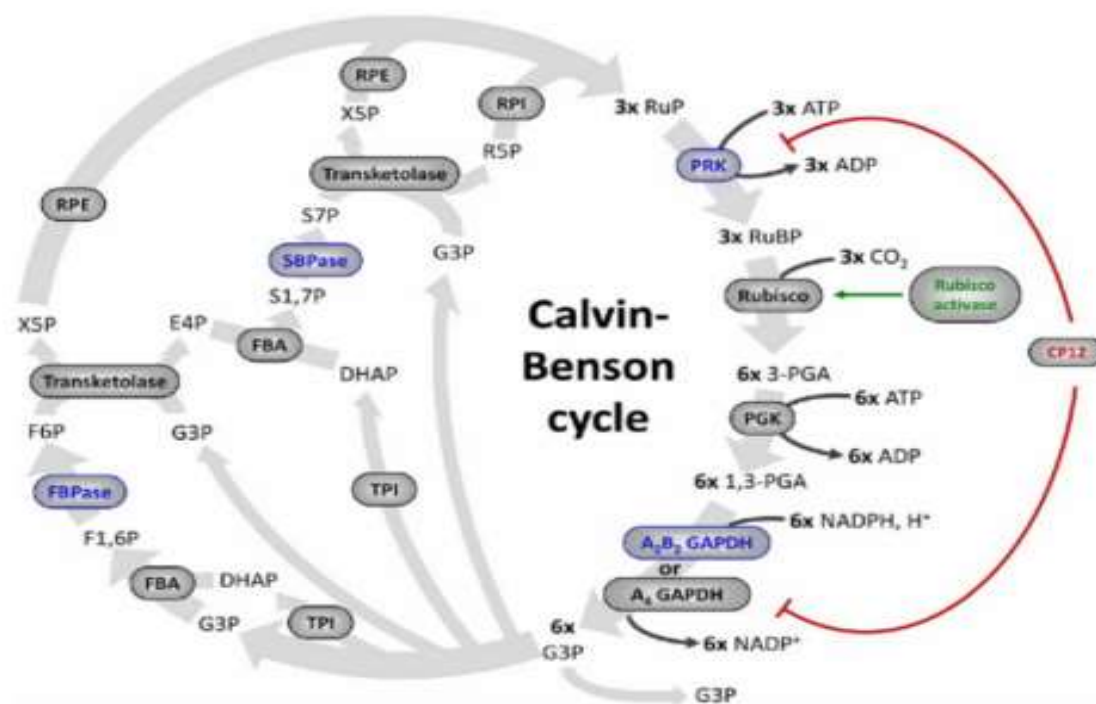 RPE
X5P
RPI
R5P
Transketolase
RPE
S7P
SBPase
S1,7P
G3P
X5P
E4P
FBA
DHAP
Transketolase
F6P
G3P
FBPase
TPI
F1,6P
FBA
DHAP
G3P
TPI
Calvin-
Benson
cycle
3x RuP
3x ATP
PRK
3x ADP
3x RuBP
3x CO₂
Rubisco
Rubisco
activase
CP12
6x 3-PGA
6x ATP
PGK
6x ADP
6x 1,3-PGA
6x NADPH, H⁺
A₂B₂ GAPDH
or
A₄ GAPDH
6x NADP⁺
6x
G3P
G3P